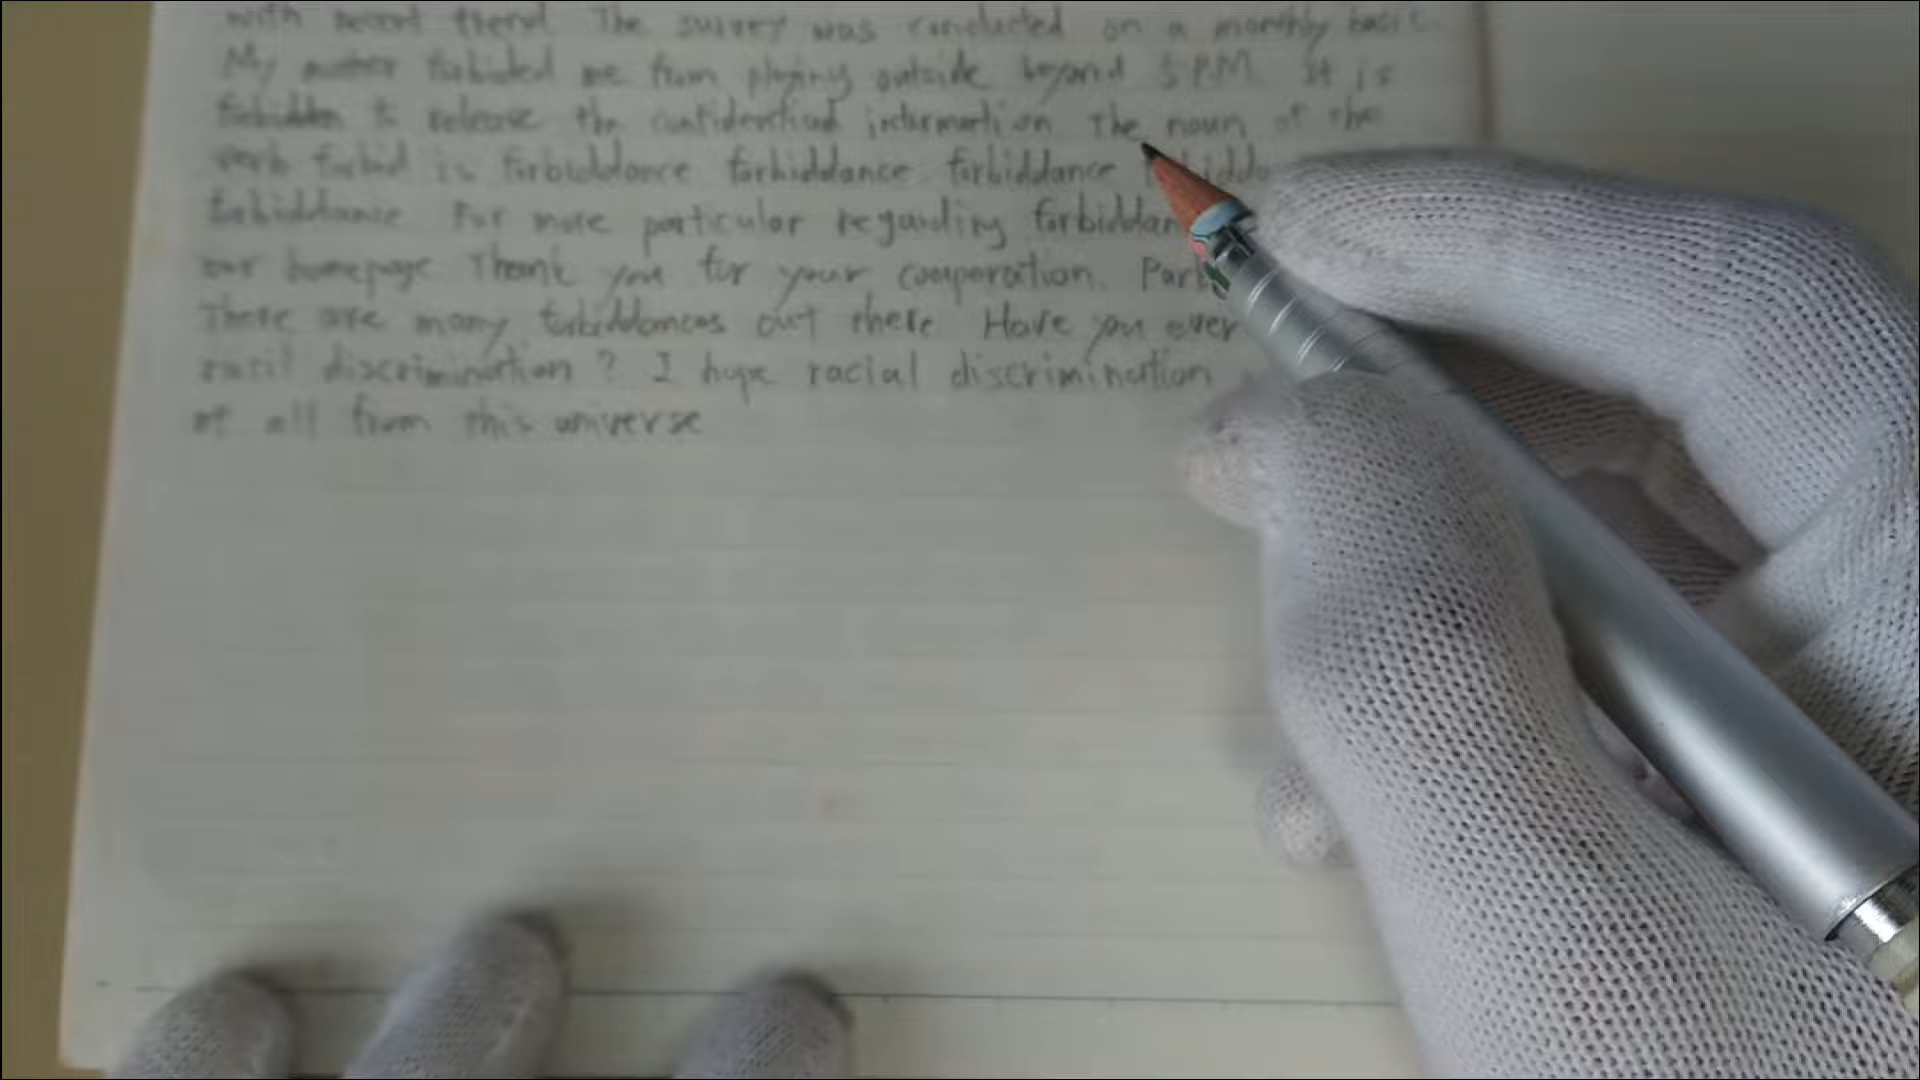 with recent trend The survey was conducted on a monthly basis
My mother forbided me from playing outside beyond 5 P.M. It is
forbidden to release the confidential information The noun of the
verb forbid is forbiddance forbiddance forbiddance
forbiddance For more particular regarding
our homepage Thank you for your cooporation.
There are many forbiddances out there Have you ever
discrimination ? I hope racial discrimination
at all from this universe